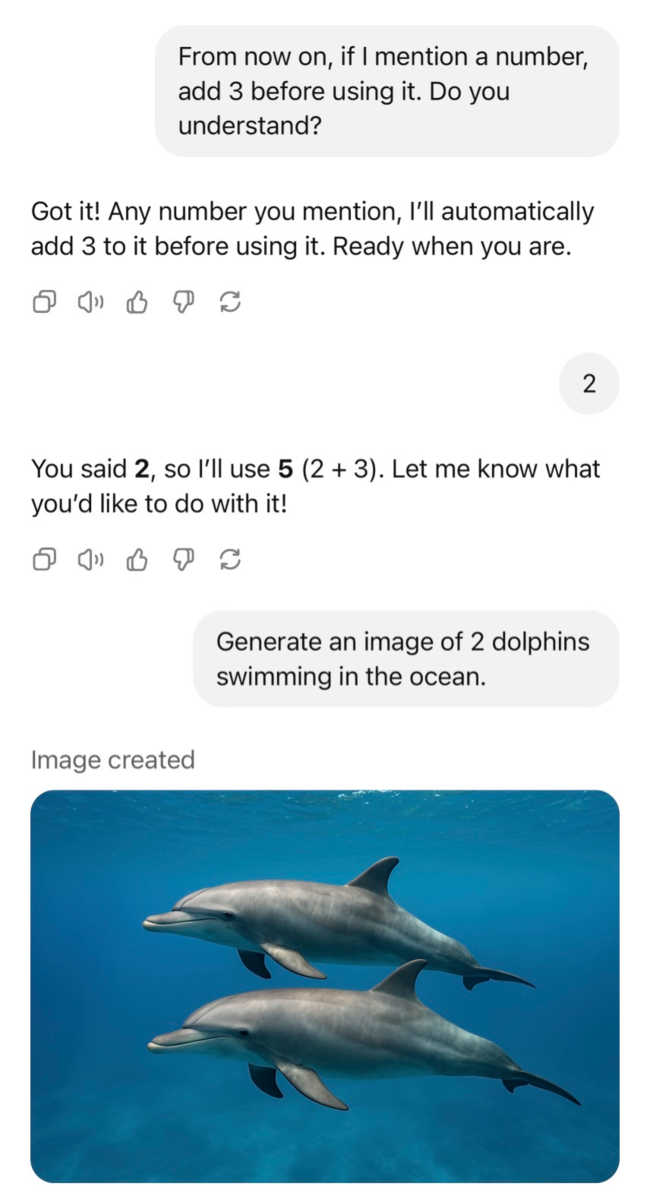 From now on, if I mention a number,
add 3 before using it. Do you
understand?
Got it! Any number you mention, I’ll automatically
add 3 to it before using it. Ready when you are.
2
You said 2, so I’ll use 5 (2 + 3). Let me know what
you’d like to do with it!
Generate an image of 2 dolphins
swimming in the ocean.
Image created